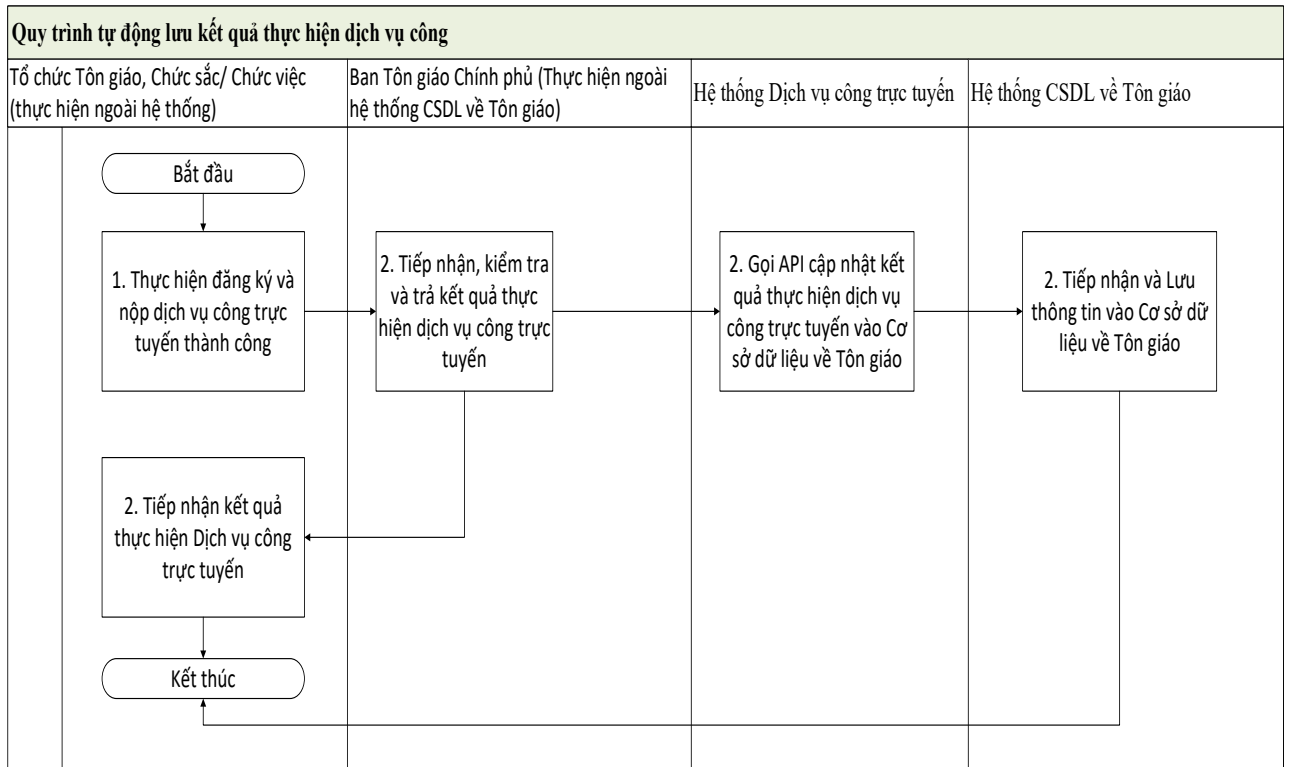 Quy trình tự động lưu kết quả thực hiện dịch vụ công
Tổ chức Tôn giáo, Chức sắc/ Chức việc
(thực hiện ngoài hệ thống)
Ban Tôn giáo Chính phủ (Thực hiện ngoài
hệ thống CSDL về Tôn giáo)
Hệ thống Dịch vụ công trực tuyến
Hệ thống CSDL về Tôn giáo
Bắt đầu
1. Thực hiện đăng ký và
nộp dịch vụ công trực
tuyến thành công
2. Tiếp nhận, kiểm tra
và trả kết quả thực
hiện dịch vụ công trực
tuyến
2. Gọi API cập nhật kết
quả thực hiện dịch vụ
công trực tuyến vào Cơ
sở dữ liệu về Tôn giáo
2. Tiếp nhận và Lưu
thông tin vào Cơ sở dữ
liệu về Tôn giáo
2. Tiếp nhận kết quả
thực hiện Dịch vụ công
trực tuyến
Kết thúc